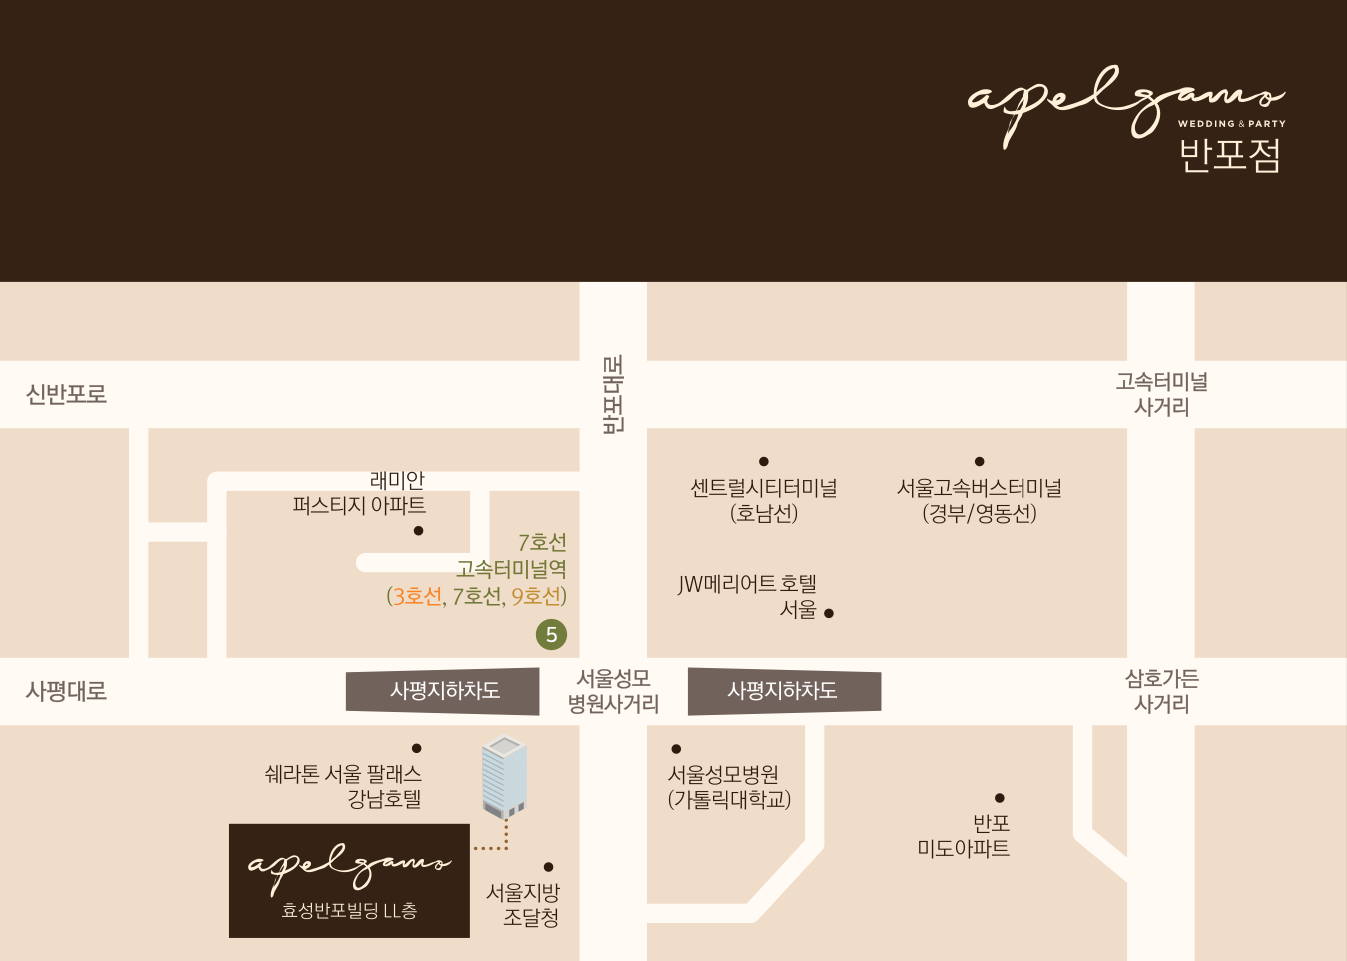 apelgamo
WEDDING & PARTY
반포점
반포대로
신반포로
고속터미널
사거리
래미안
퍼스티지 아파트
센트럴시티터미널
(호남선)
서울고속버스터미널
(경부/영동선)
7호선
고속터미널역
(3호선, 7호선, 9호선)
5
JW메리어트 호텔
서울
사평대로
사평지하차도
서울성모
병원사거리
사평지하차도
삼호가든
사거리
쉐라톤 서울 팔래스
강남호텔
서울성모병원
(가톨릭대학교)
반포
미도아파트
apelgamo
효성반포빌딩 LL층
서울지방
조달청